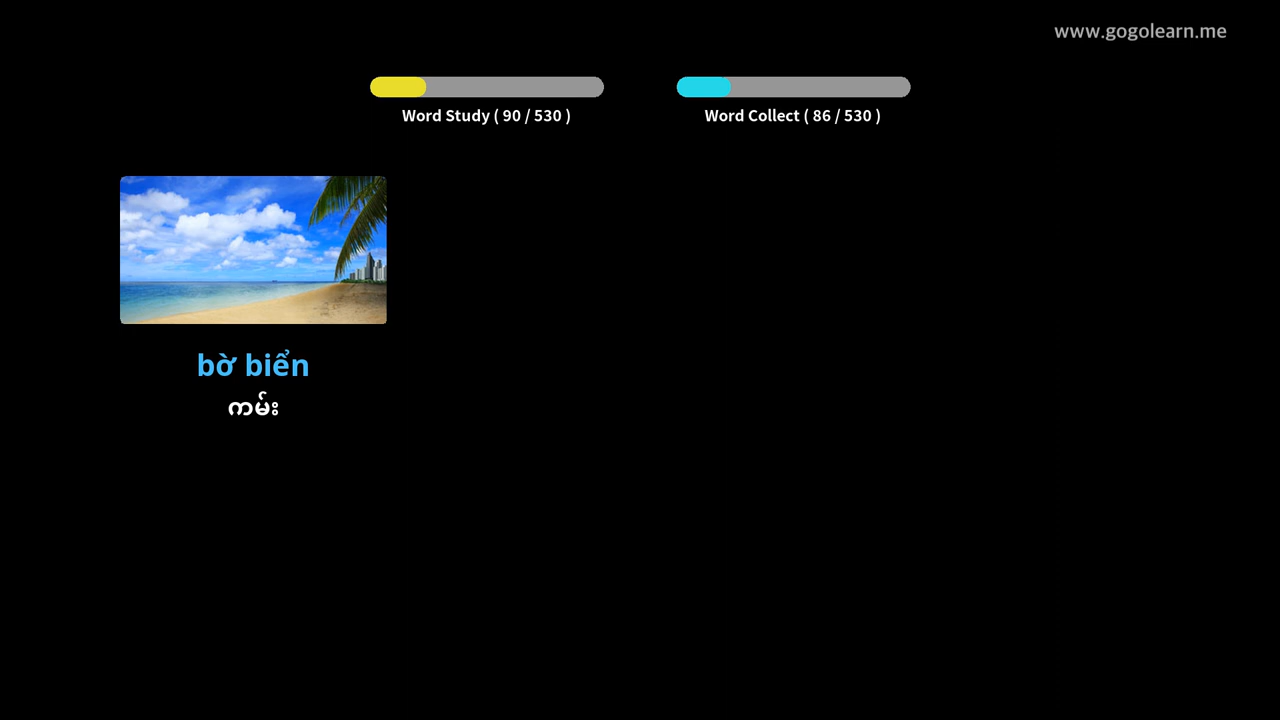 www.gogolearn.me
Word Study ( 90 / 530 )
Word Collect ( 86 / 530 )
bờ biển
ကမ်း